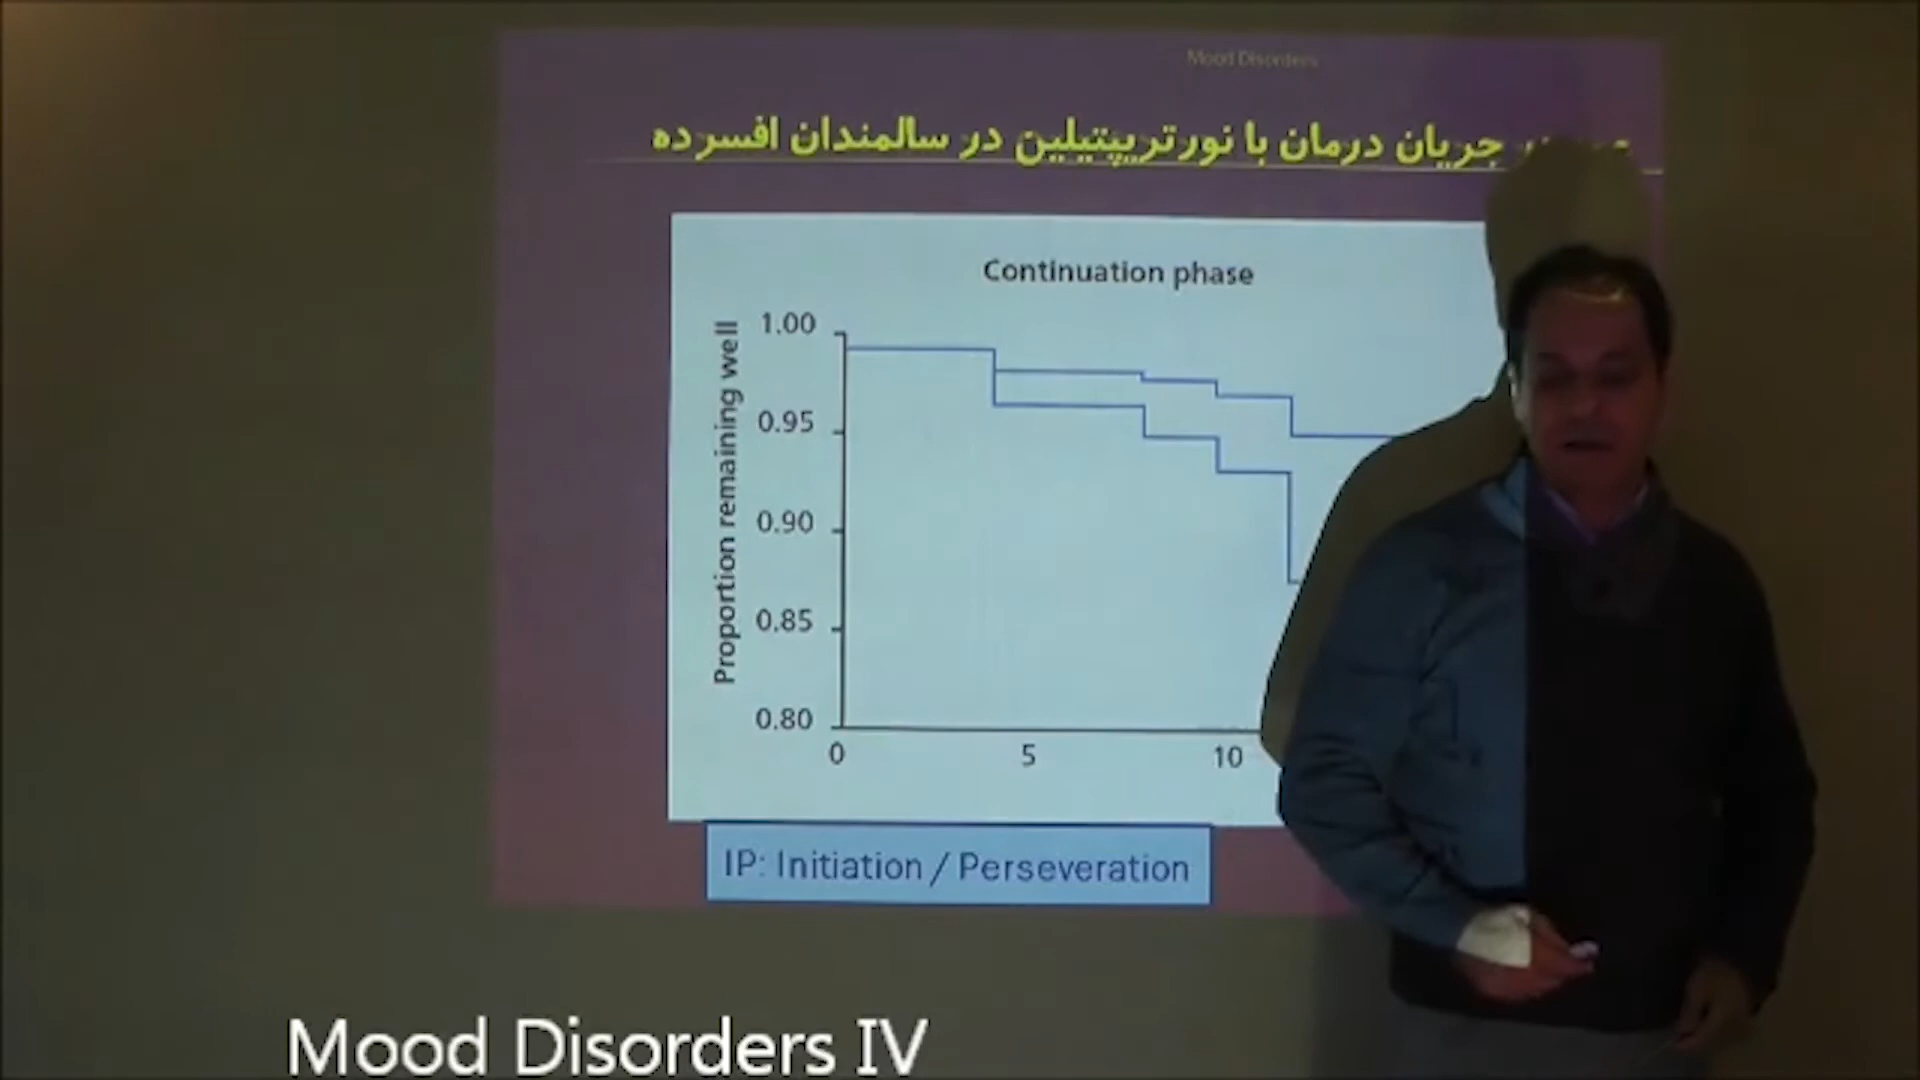 Mood Disorders
جریان درمان با نورتریپتیلین در سالمندان افسرده
Continuation phase
Proportion remaining well
1.00
0.95
0.90
0.85
0.80
0
5
10
IP: Initiation / Perseveration
Mood Disorders IV